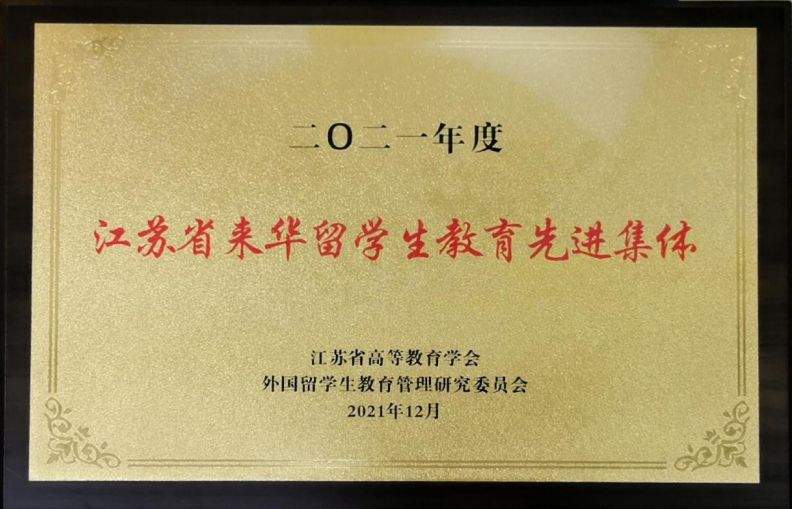 二〇二一年度
江苏省来华留学生教育先进集体
江苏省高等教育学会
外国留学生教育管理研究委员会
2021年12月